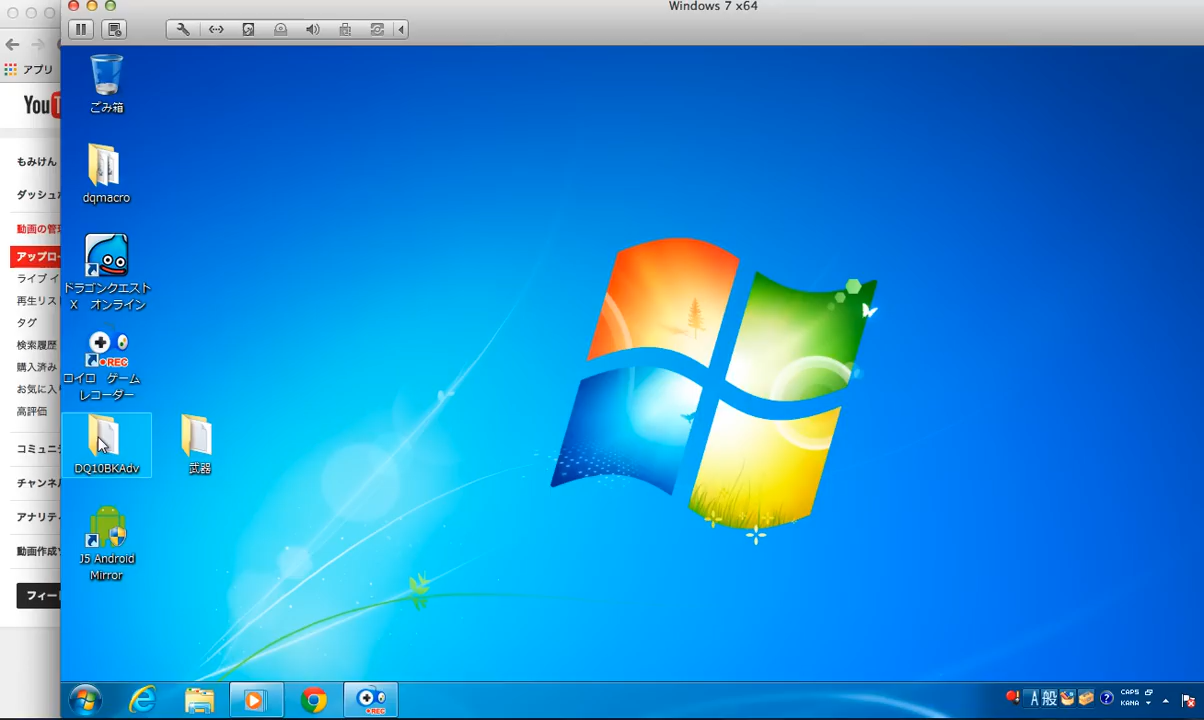 Windows 7 x64
アプリ
You
もみけん
ダッシュ
動画の管
アップロー
ライブ イ
再生リス
タグ
検索履歴
購入済み
お気に入
高評価
コミュニ
チャンネ
アナリテ
動画作成
フィー
ごみ箱
dqmacro
ドラゴンクエスト
X オンライン
REC
ロイロ ゲーム
レコーダー
DQ10BKAdv
武器
J5 Android
Mirror
REC
A 般
CAPS
KANA